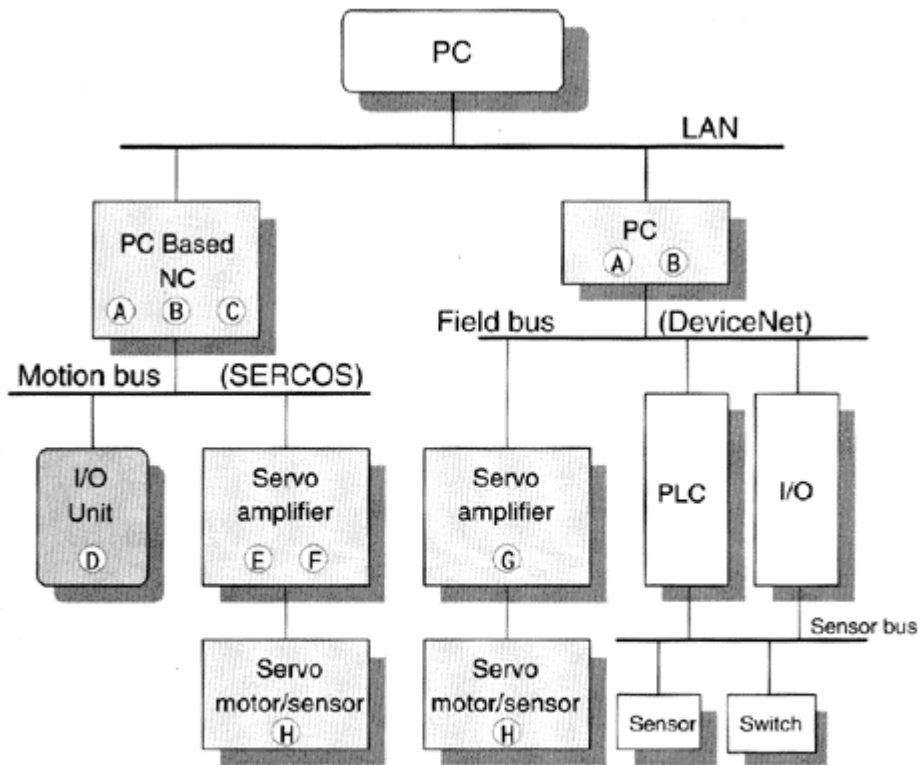 PC
LAN
PC Based
NC
A B C
PC
A B
Field bus (DeviceNet)
Motion bus (SERCOS)
I/O
Unit
D
Servo
amplifier
E F
Servo
amplifier
G
PLC
I/O
Sensor bus
Servo
motor/sensor
H
Servo
motor/sensor
H
Sensor
Switch